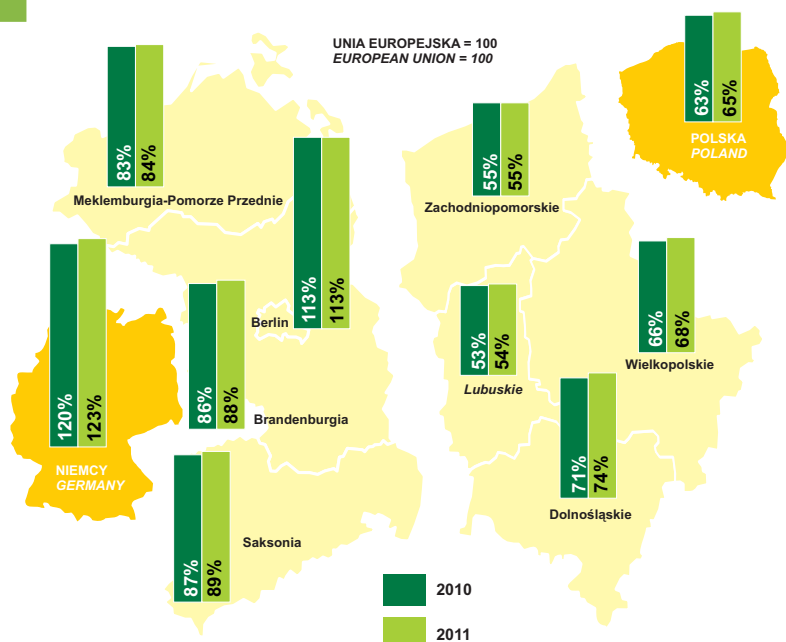 UNIA EUROPEJSKA = 100
EUROPEAN UNION = 100
63%
65%
POLSKA
POLAND
83%
84%
Meklemburgia-Pomorze Przednie
55%
55%
Zachodniopomorskie
113%
113%
Berlin
120%
123%
NIEMCY
GERMANY
86%
88%
Brandenburgia
53%
54%
Lubuskie
66%
68%
Wielkopolskie
71%
74%
Dolnośląskie
87%
89%
Saksonia
2010
2011